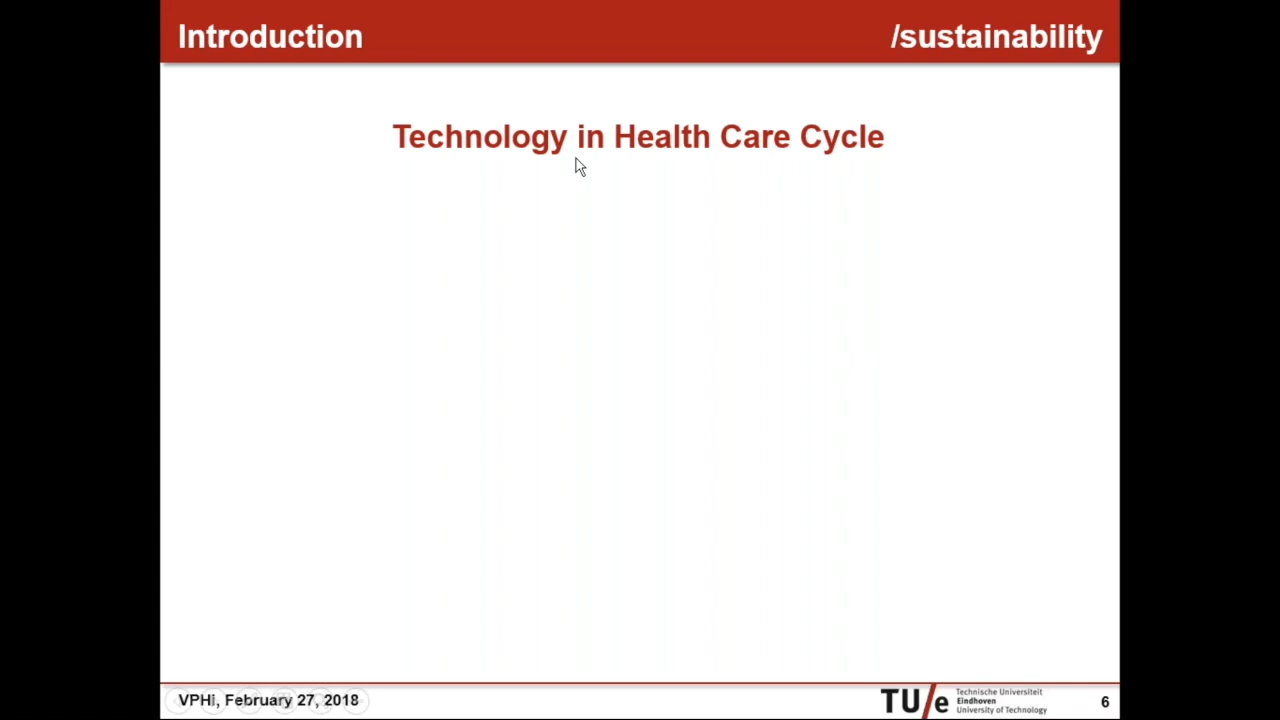 Introduction
/sustainability
Technology in Health Care Cycle
VPHi, February 27, 2018
TU/e
Technische Universiteit
Eindhoven
University of Technology
6